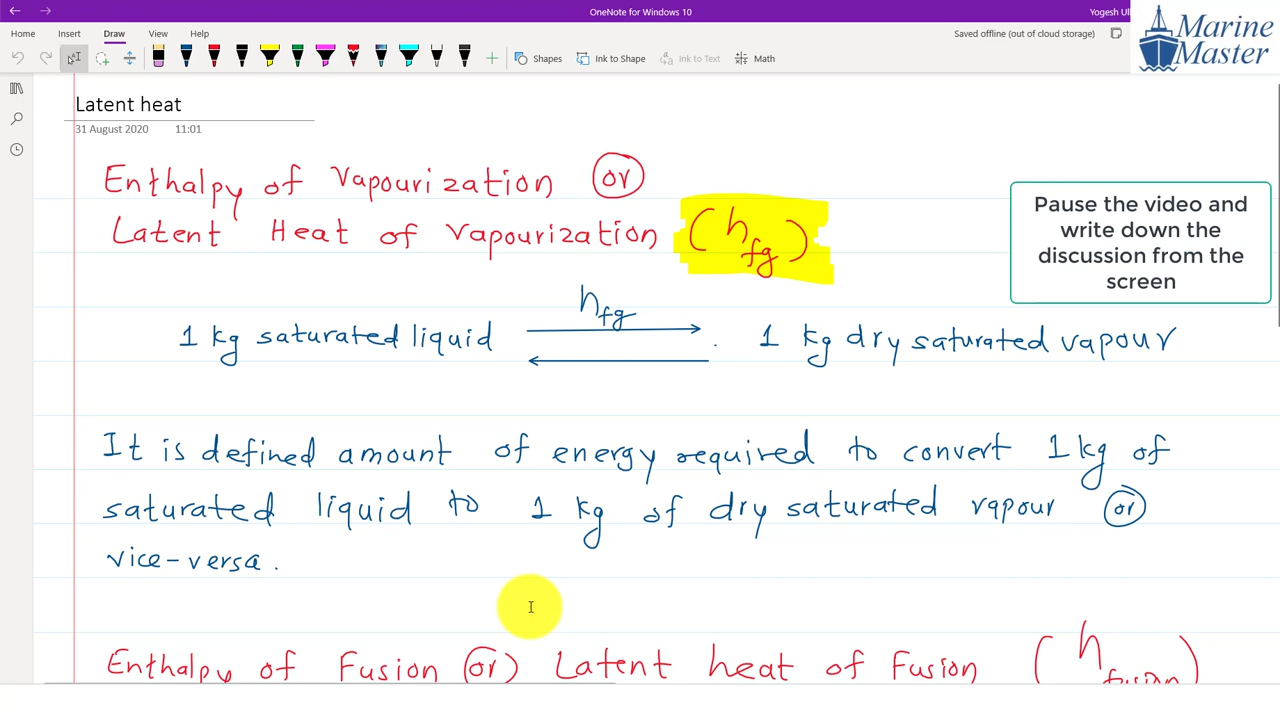 OneNote for Windows 10
Yogesh Ul
Home Insert Draw View Help
Saved offline (out of cloud storage)
Marine
Master
Shapes Ink to Shape Ink to Text Math
Latent heat
31 August 2020 11:01
Enthalpy of Vapourization or
Latent Heat of vapourization (hfg)
Pause the video and
write down the
discussion from the
screen
hfg
1 kg saturated liquid 1 kg dry saturated vapour
It is defined amount of energy required to convert 1 kg of
saturated liquid to 1 kg of dry saturated vapour or
vice-versa.
Enthalpy of Fusion or Latent heat of Fusion (hfusion)